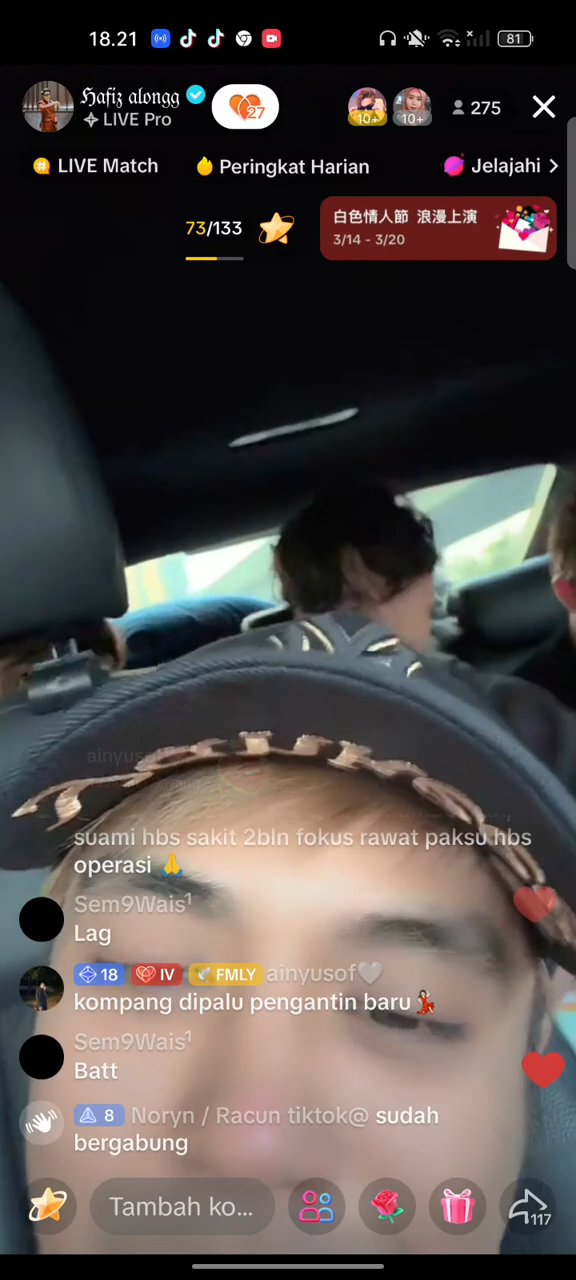 18.21
81
Hafiz alongg
LIVE Pro
27
10+
10+
275
LIVE Match
Peringkat Harian
Jelajahi
73/133
白色情人節 浪漫上演
3/14 - 3/20
ainyusof
suami hbs sakit 2bln fokus rawat paksu hbs
operasi 🙏
Sem9Wais¹
Lag
18 IV FMLY ainyusof🤍
kompang dipalu pengantin baru💃
Sem9Wais¹
Batt
8 Noryn / Racun tiktok@ sudah
bergabung
Tambah ko...
117